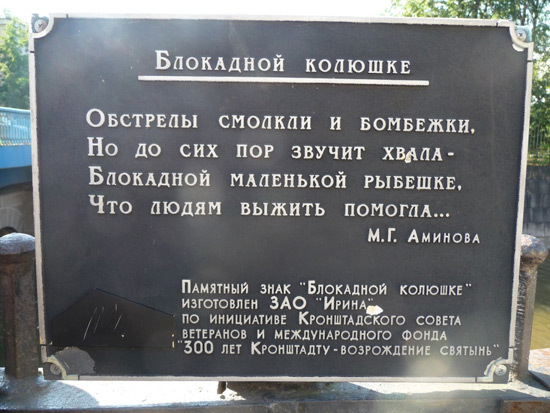 Блокадной колюшке
Обстрелы смолкли и бомбежки,
Но до сих пор звучит хвала-
Блокадной маленькой рыбешке,
Что людям выжить помогла...
М.Г. Аминова
Памятный знак "Блокадной колюшке"
изготовлен ЗАО "Ирина"
по инициативе Кронштадского совета
ветеранов и международного фонда
"300 лет Кронштадту-возрождение святынь"